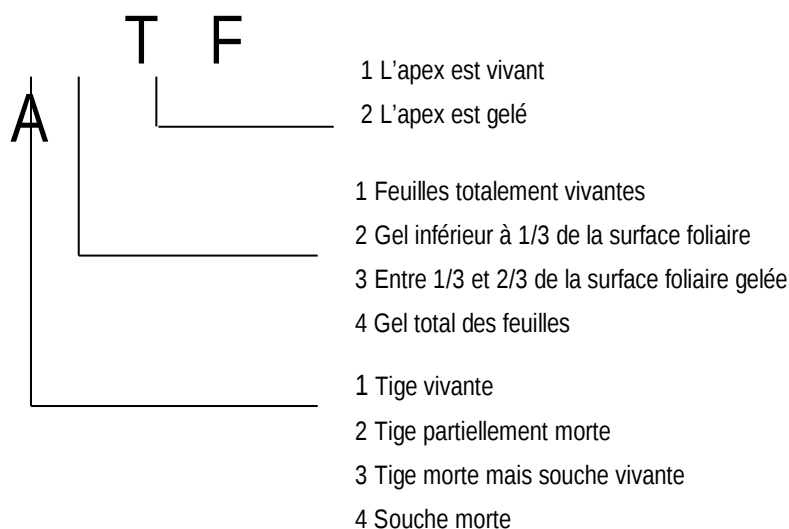 T F
A
1 L’apex est vivant
2 L’apex est gelé
1 Feuilles totalement vivantes
2 Gel inférieur à 1/3 de la surface foliaire
3 Entre 1/3 et 2/3 de la surface foliaire gelée
4 Gel total des feuilles
1 Tige vivante
2 Tige partiellement morte
3 Tige morte mais souche vivante
4 Souche morte